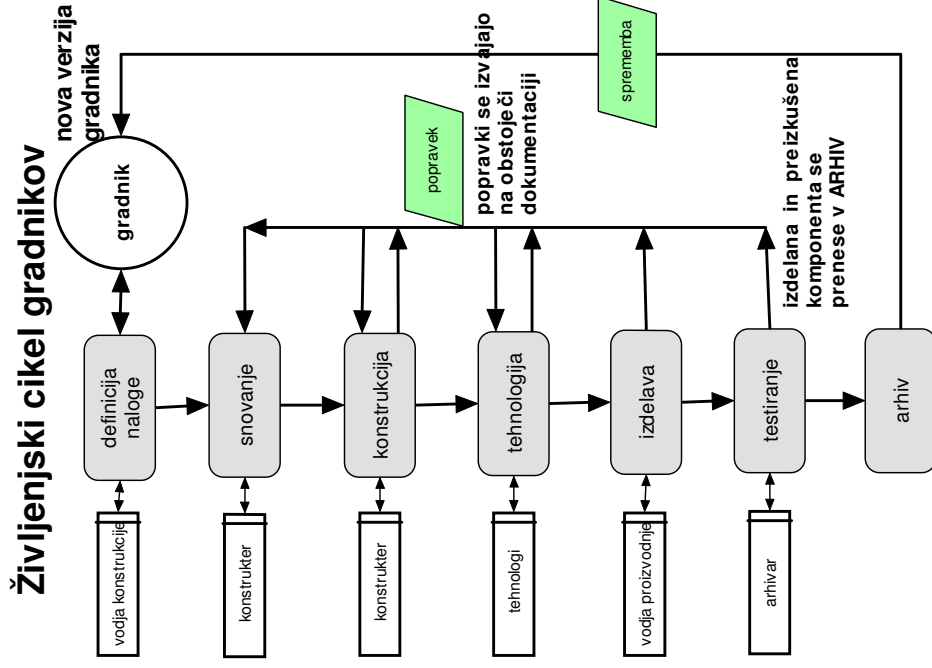 Življenjski cikel gradnikov
nova verzija
gradnika
gradnik
popravek
popravki se izvajajo
na obstoječi
dokumentaciji
sprememba
definicija
naloge
snovanje
konstrukcija
tehnologija
izdelava
testiranje
arhiv
izdelana in preizkušena
komponenta se
prenese v ARHIV
vodja konstrukcije
konstrukter
konstrukter
tehnologi
vodja proizvodnje
arhivar